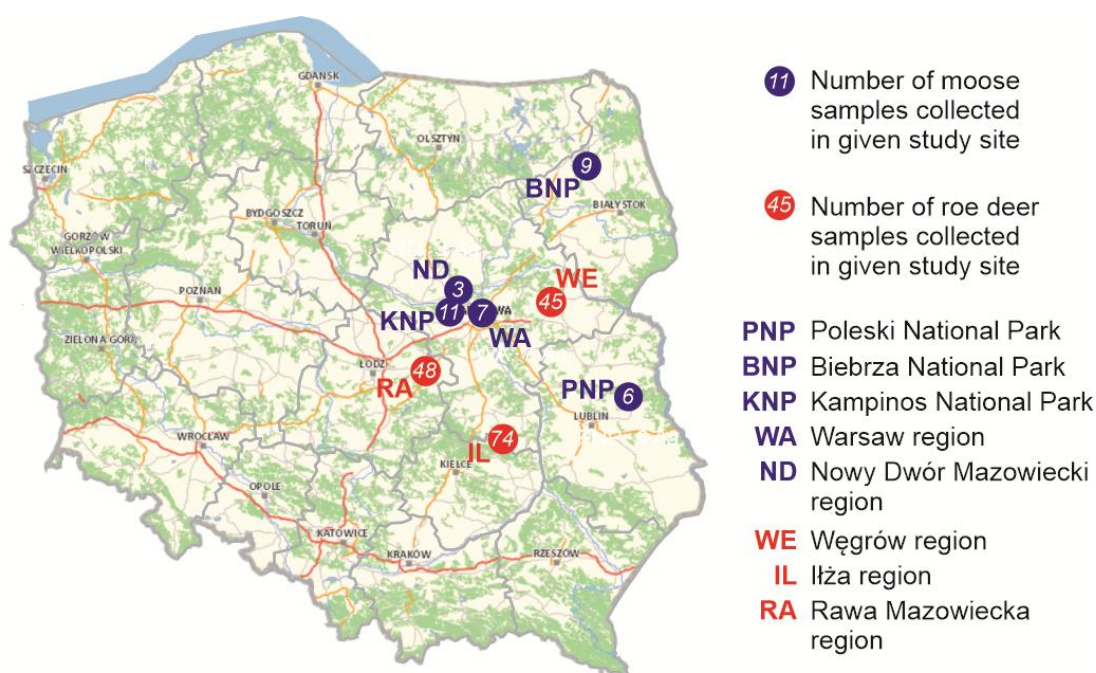 GDAŃSK
OLSZTYN
SZCZECIN
9
BNP
BIAŁYSTOK
BYDGOSZCZ
TORUŃ
GORZÓW
WIELKOPOLSKI
ND
3
WE
45
POZNAŃ
KNP
11
7
WA
WA
ZIELONA GÓRA
ŁÓDŹ
48
RA
PNP
6
LUBLIN
74
IL
WROCŁAW
KIELCE
OPOLE
KATOWICE
KRAKÓW
RZESZÓW
11 Number of moose
samples collected
in given study site
45 Number of roe deer
samples collected
in given study site
PNP Poleski National Park
BNP Biebrza National Park
KNP Kampinos National Park
WA Warsaw region
ND Nowy Dwór Mazowiecki
region
WE Węgrów region
IL Iłża region
RA Rawa Mazowiecka
region